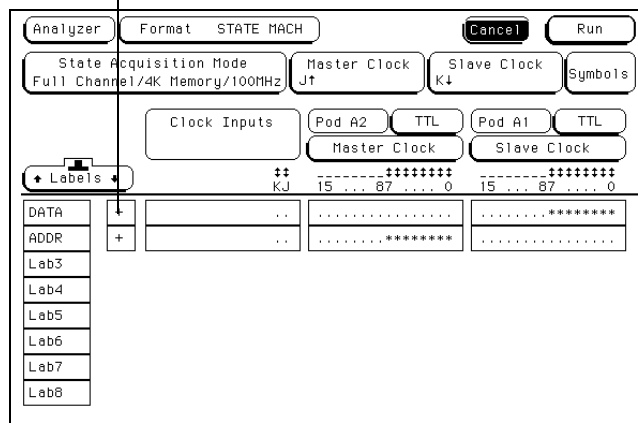 Analyzer Format STATE MACH Cancel Run
State Acquisition Mode Master Clock Slave Clock
Full Channel/4K Memory/100MHz J↑ K↓ Symbols
Clock Inputs Pod A2 TTL Pod A1 TTL
Master Clock Slave Clock
↑ Labels ↓ KJ 15 ... 87 .... 0 15 ... 87 .... 0
DATA + .. ................ ........********
ADDR + .. ........******** ................
Lab3
Lab4
Lab5
Lab6
Lab7
Lab8